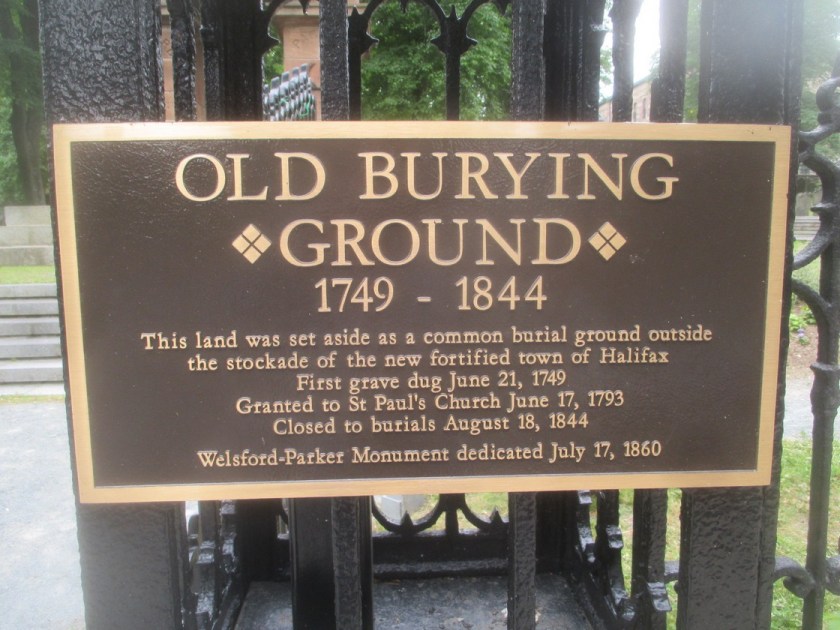 OLD BURYING
GROUND
1749 - 1844
This land was set aside as a common burial ground outside
the stockade of the new fortified town of Halifax
First grave dug June 21, 1749
Granted to St Paul's Church June 17, 1793
Closed to burials August 18, 1844
Welsford-Parker Monument dedicated July 17, 1860